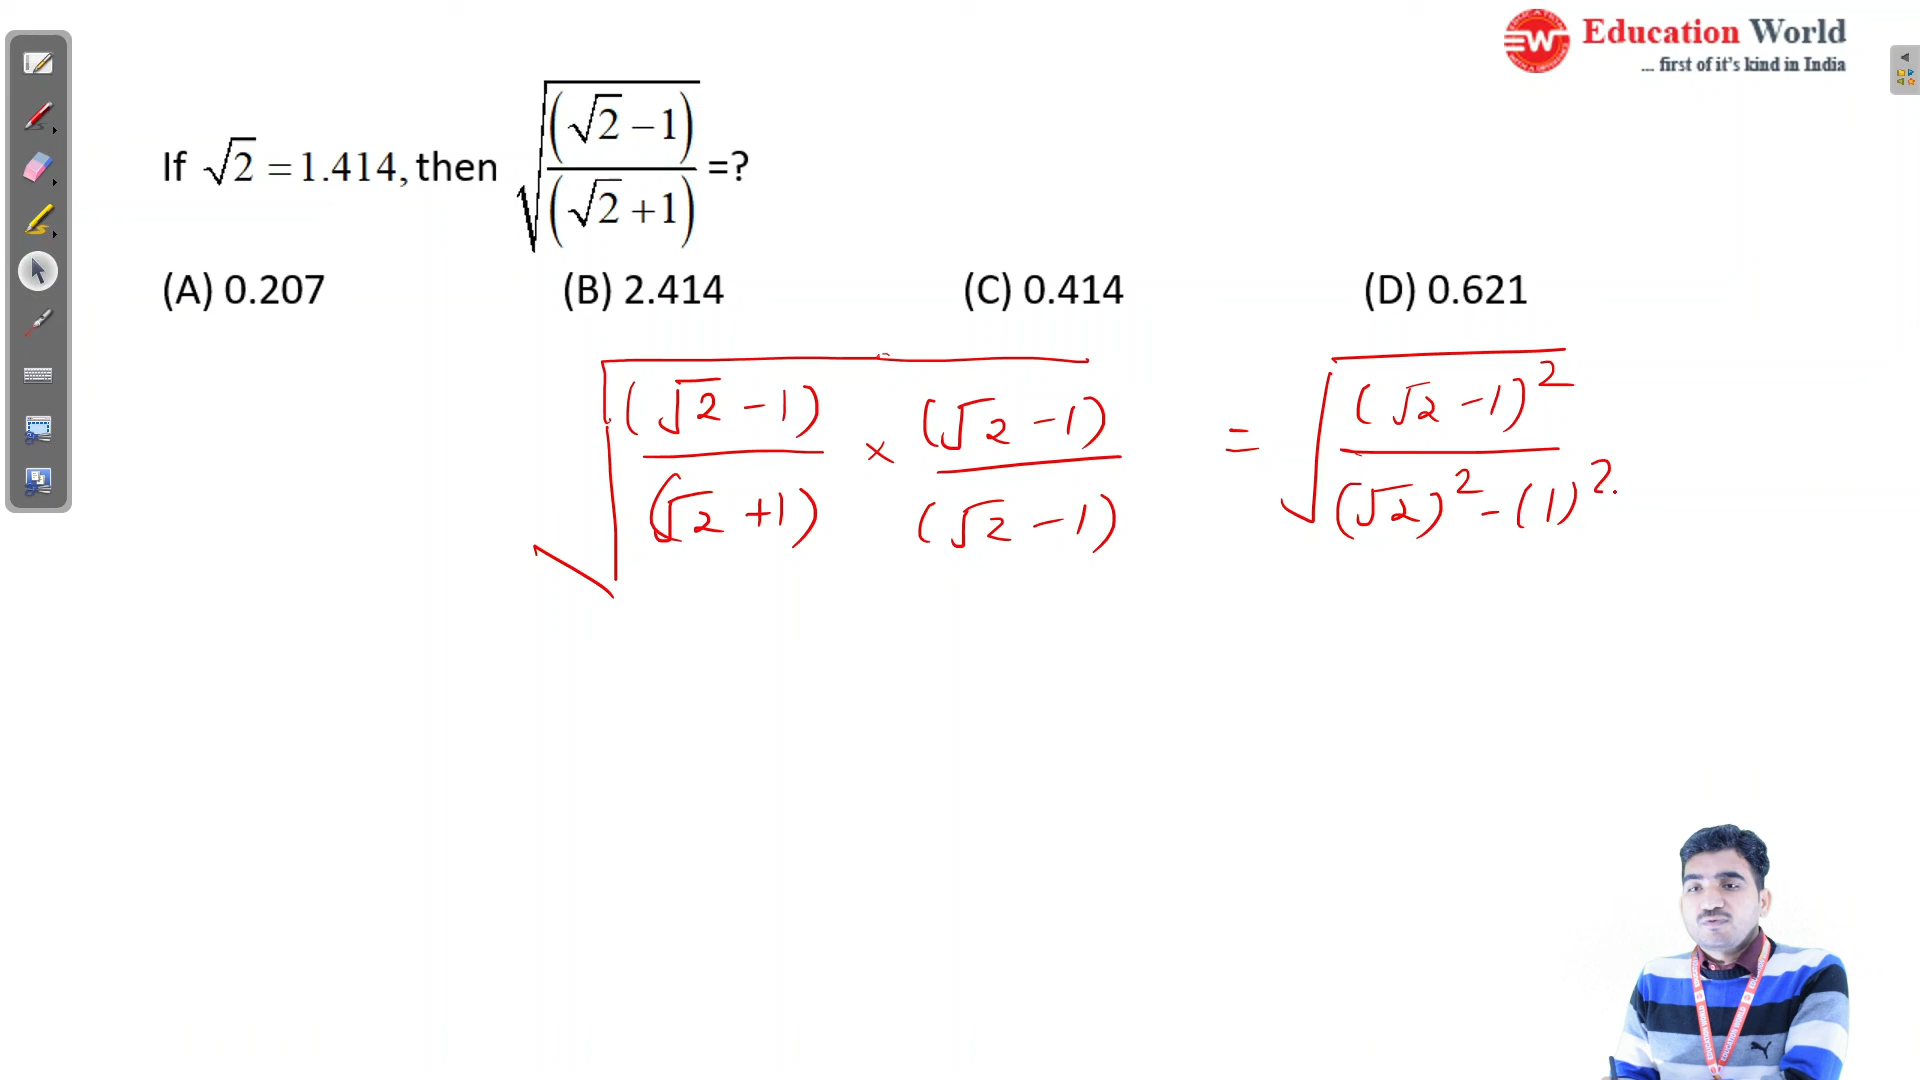 Education World
... first of it's kind in India
If √2 = 1.414, then √((√2 − 1)/(√2 + 1)) =?
(A) 0.207 (B) 2.414 (C) 0.414 (D) 0.621
√((√2 − 1)/(√2 + 1) × (√2 − 1)/(√2 − 1)) = √((√2 − 1)²/((√2)² − (1)²))